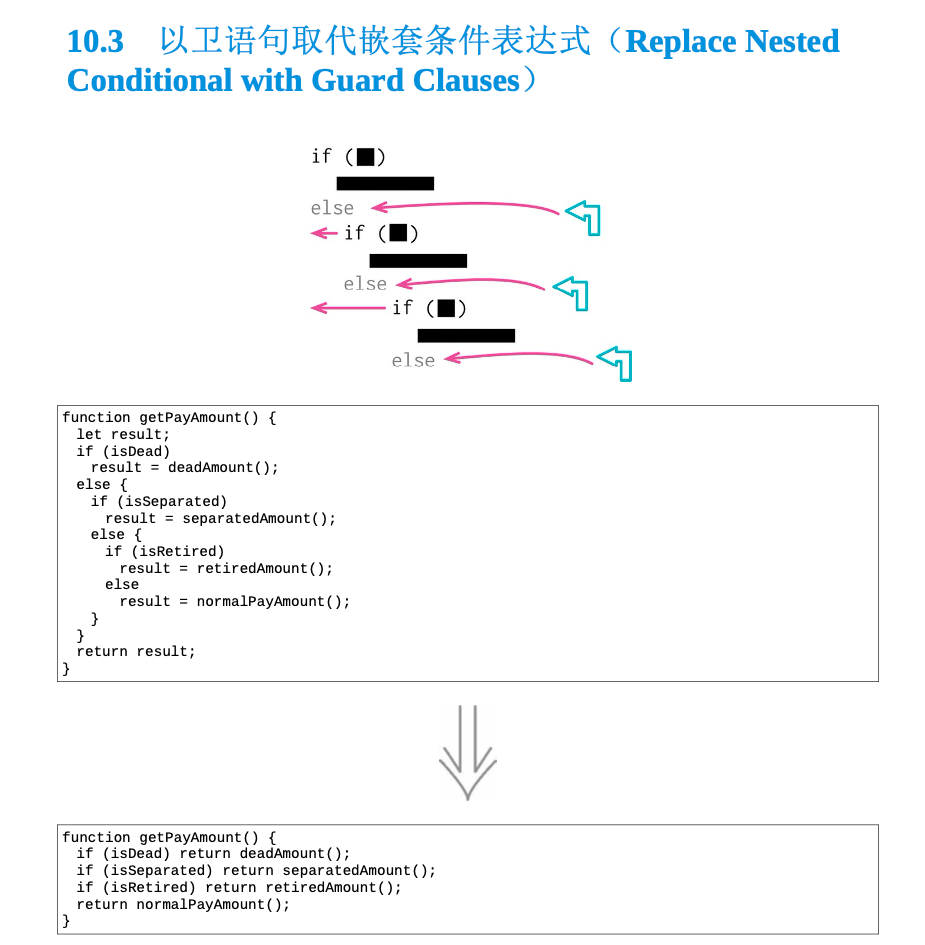 10.3 以卫语句取代嵌套条件表达式（Replace Nested
Conditional with Guard Clauses）
if (■)
else
if (■)
else
if (■)
else
function getPayAmount() {
  let result;
  if (isDead)
    result = deadAmount();
  else {
    if (isSeparated)
      result = separatedAmount();
    else {
      if (isRetired)
        result = retiredAmount();
      else
        result = normalPayAmount();
    }
  }
  return result;
}
function getPayAmount() {
  if (isDead) return deadAmount();
  if (isSeparated) return separatedAmount();
  if (isRetired) return retiredAmount();
  return normalPayAmount();
}